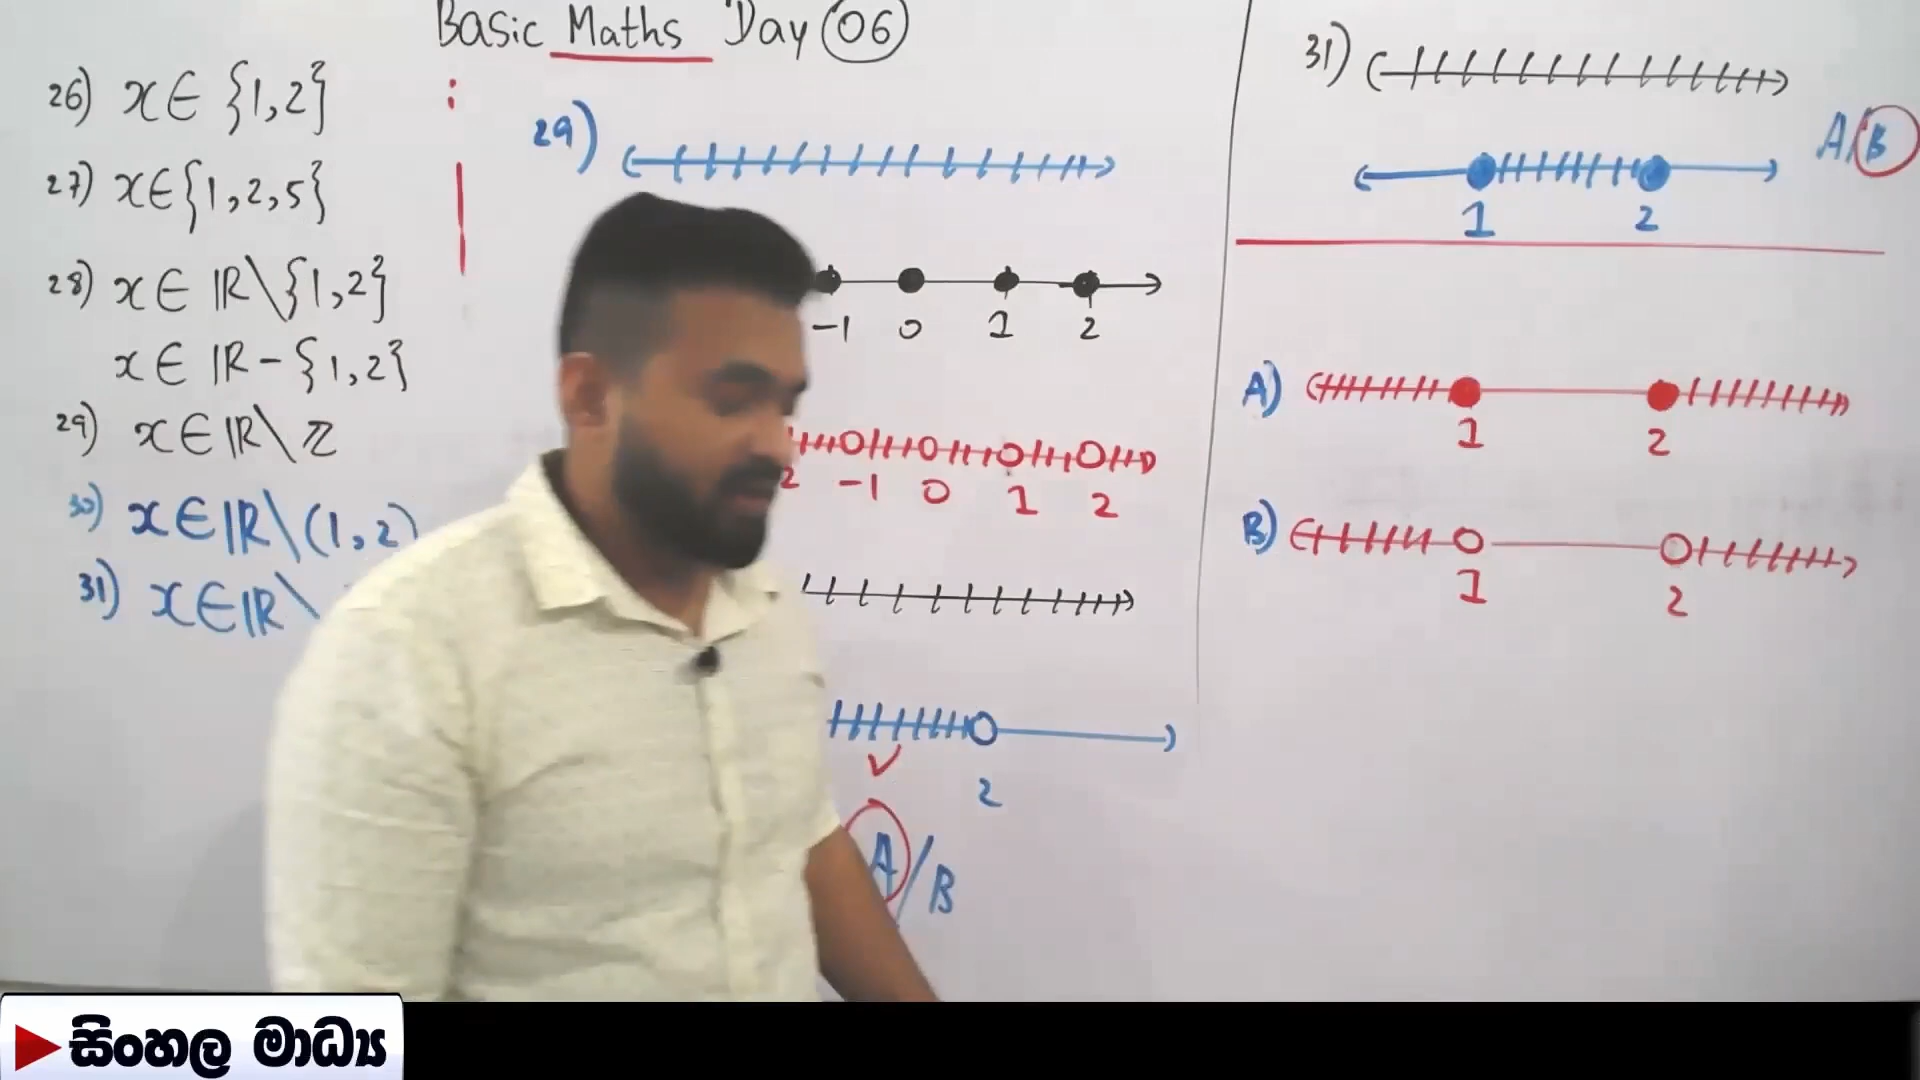 Basic Maths Day 06
26) x ∈ {1,2}
27) x ∈ {1,2,5}
28) x ∈ ℝ\{1,2}
x ∈ ℝ - {1,2}
29) x ∈ ℝ\ℤ
30) x ∈ ℝ\(1,2)
31) x ∈ ℝ\
29)
-1 0 1 2
2 -1 0 1 2
2
A/B
31)
A/B
1 2
A)
1 2
B)
1 2
සිංහල මාධ්‍ය